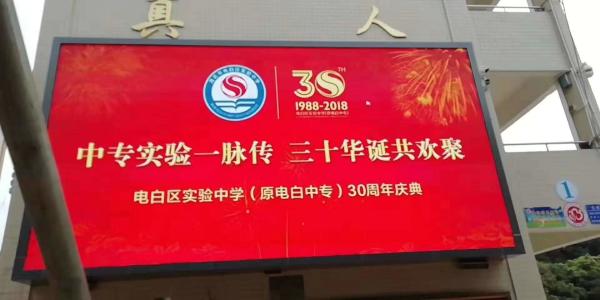 真 人
30TH
1988-2018
中专实验一脉传 三十华诞共欢聚
电白区实验中学（原电白中专）30周年庆典
1